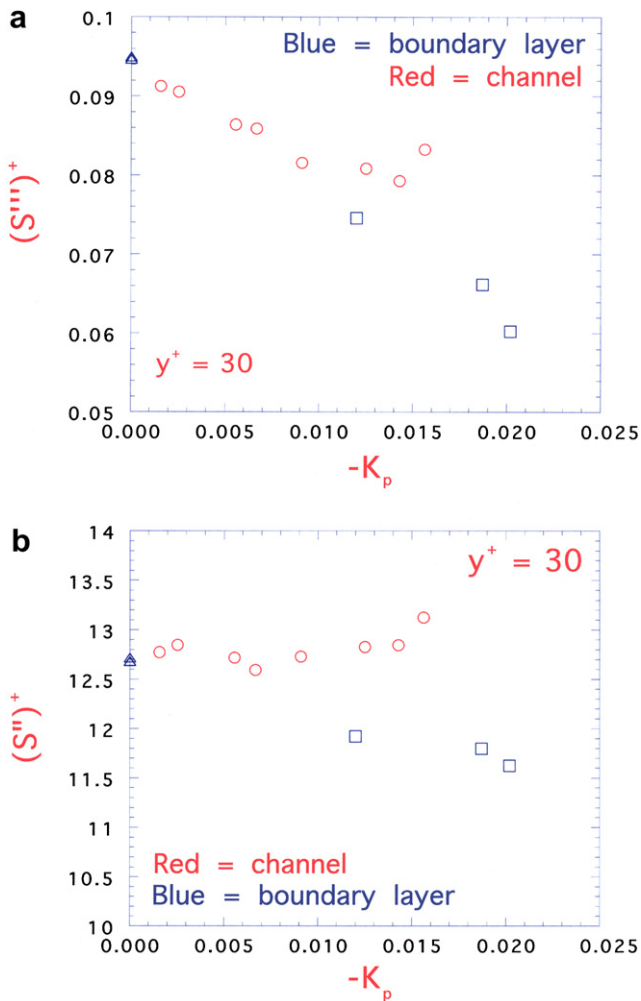 a
0.1
0.09
0.08
0.07
0.06
0.05
(S'''')⁺
Blue = boundary layer
Red = channel
y⁺ = 30
0.000 0.005 0.010 0.015 0.020 0.025
-Kₚ
b
14
13.5
13
12.5
12
11.5
11
10.5
10
(S'')⁺
y⁺ = 30
Red = channel
Blue = boundary layer
0.000 0.005 0.010 0.015 0.020 0.025
-Kₚ